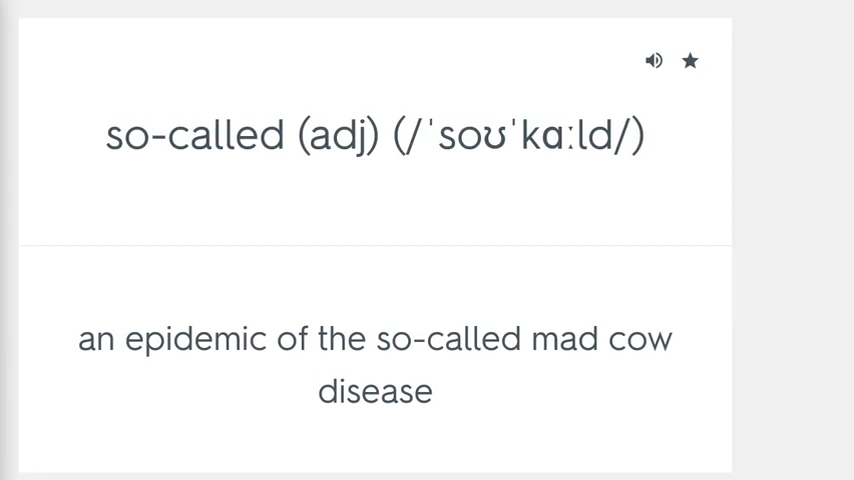 so-called (adj) (/ˈsoʊˈkɑːld/)
an epidemic of the so-called mad cow
disease